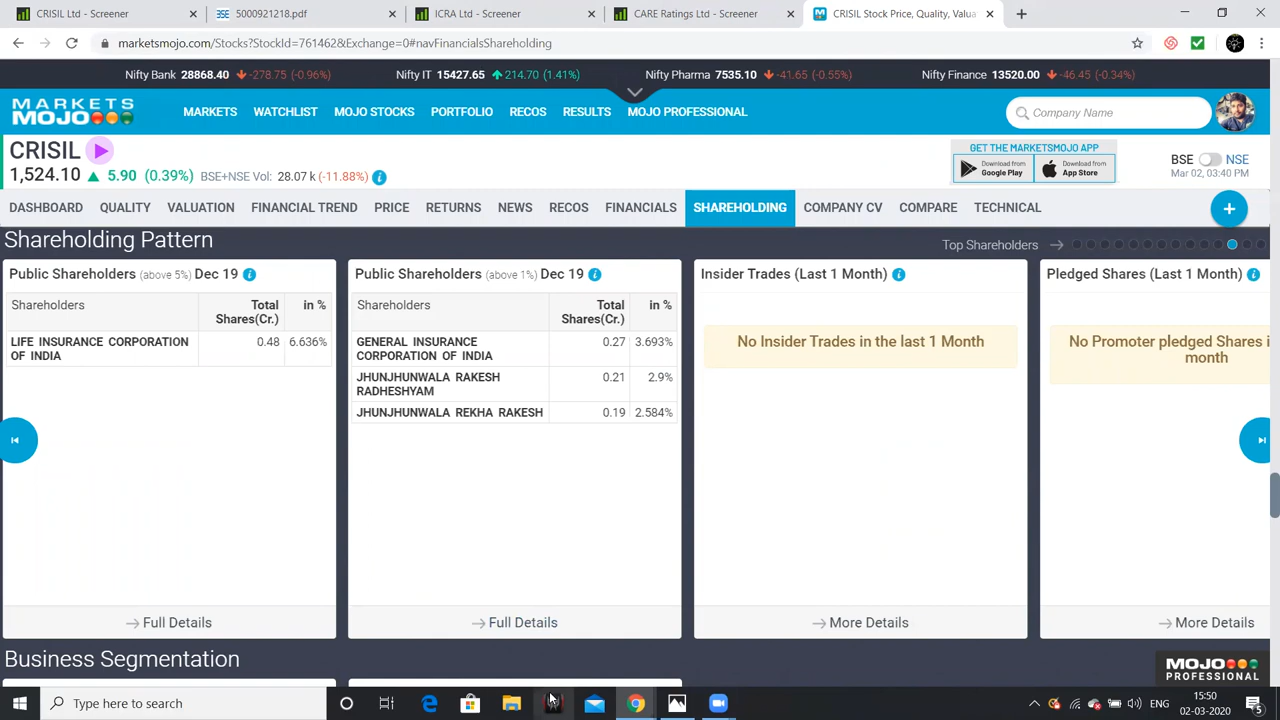 CRISIL Ltd - Screener
5000921218.pdf
ICRA Ltd - Screener
CARE Ratings Ltd - Screener
CRISIL Stock Price, Quality, Valua
marketsmojo.com/Stocks?StockId=761462&Exchange=0#navFinancialsShareholding
Nifty Bank 28868.40 -278.75 (-0.96%)
Nifty IT 15427.65 214.70 (1.41%)
Nifty Pharma 7535.10 -41.65 (-0.55%)
Nifty Finance 13520.00 -46.45 (-0.34%)
MARKETS
MOJO
MARKETS WATCHLIST MOJO STOCKS PORTFOLIO RECOS RESULTS MOJO PROFESSIONAL
Company Name
CRISIL
1,524.10 5.90 (0.39%) BSE+NSE Vol: 28.07 k (-11.88%)
GET THE MARKETSMOJO APP
Download from
Google Play
Download from
App Store
BSE NSE
Mar 02, 03:40 PM
DASHBOARD QUALITY VALUATION FINANCIAL TREND PRICE RETURNS NEWS RECOS FINANCIALS SHAREHOLDING COMPANY CV COMPARE TECHNICAL
Shareholding Pattern
Top Shareholders
Public Shareholders (above 5%) Dec 19
Shareholders Total Shares(Cr.) in %
LIFE INSURANCE CORPORATION OF INDIA 0.48 6.636%
Full Details
Public Shareholders (above 1%) Dec 19
Shareholders Total Shares(Cr.) in %
GENERAL INSURANCE CORPORATION OF INDIA 0.27 3.693%
JHUNJHUNWALA RAKESH RADHESHYAM 0.21 2.9%
JHUNJHUNWALA REKHA RAKESH 0.19 2.584%
Full Details
Insider Trades (Last 1 Month)
No Insider Trades in the last 1 Month
More Details
Pledged Shares (Last 1 Month)
No Promoter pledged Shares i
month
More Details
Business Segmentation
MOJO
PROFESSIONAL
Type here to search
ENG
15:50
02-03-2020
5